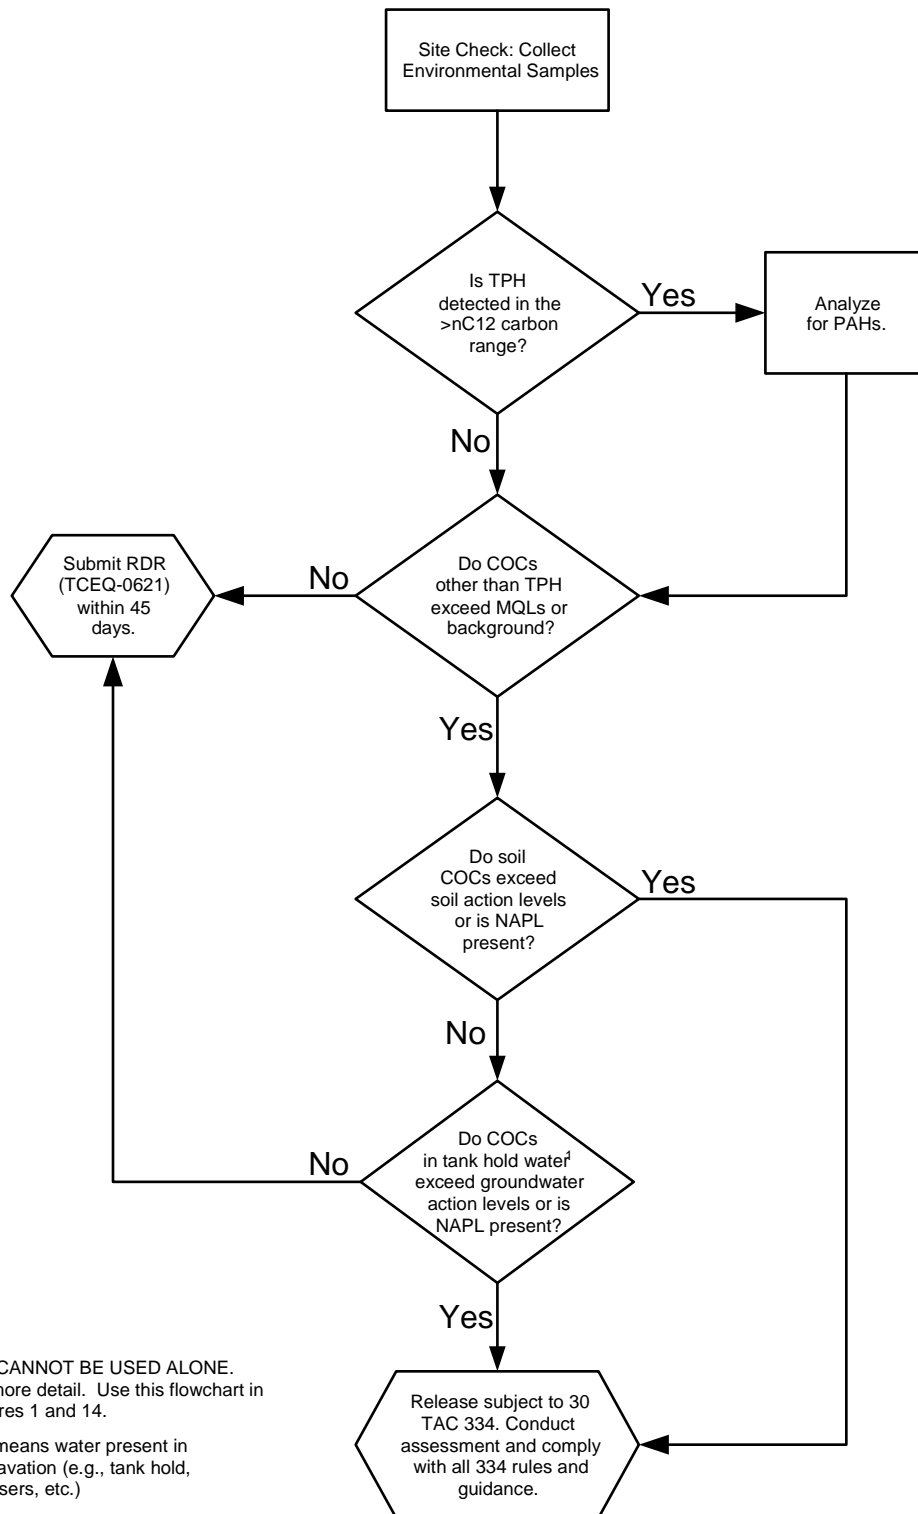 Site Check: Collect
Environmental Samples
Is TPH
detected in the
>nC12 carbon
range?
Yes
Analyze
for PAHs.
No
Do COCs
other than TPH
exceed MQLs or
background?
No
Submit RDR
(TCEQ-0621)
within 45
days.
Yes
Do soil
COCs exceed
soil action levels
or is NAPL
present?
Yes
No
Do COCs
in tank hold water1
exceed groundwater
action levels or is
NAPL present?
No
Yes
Release subject to 30
TAC 334. Conduct
assessment and comply
with all 334 rules and
guidance.
CANNOT BE USED ALONE.
more detail.  Use this flowchart in
res 1 and 14.
means water present in
avation (e.g., tank hold,
sers, etc.)